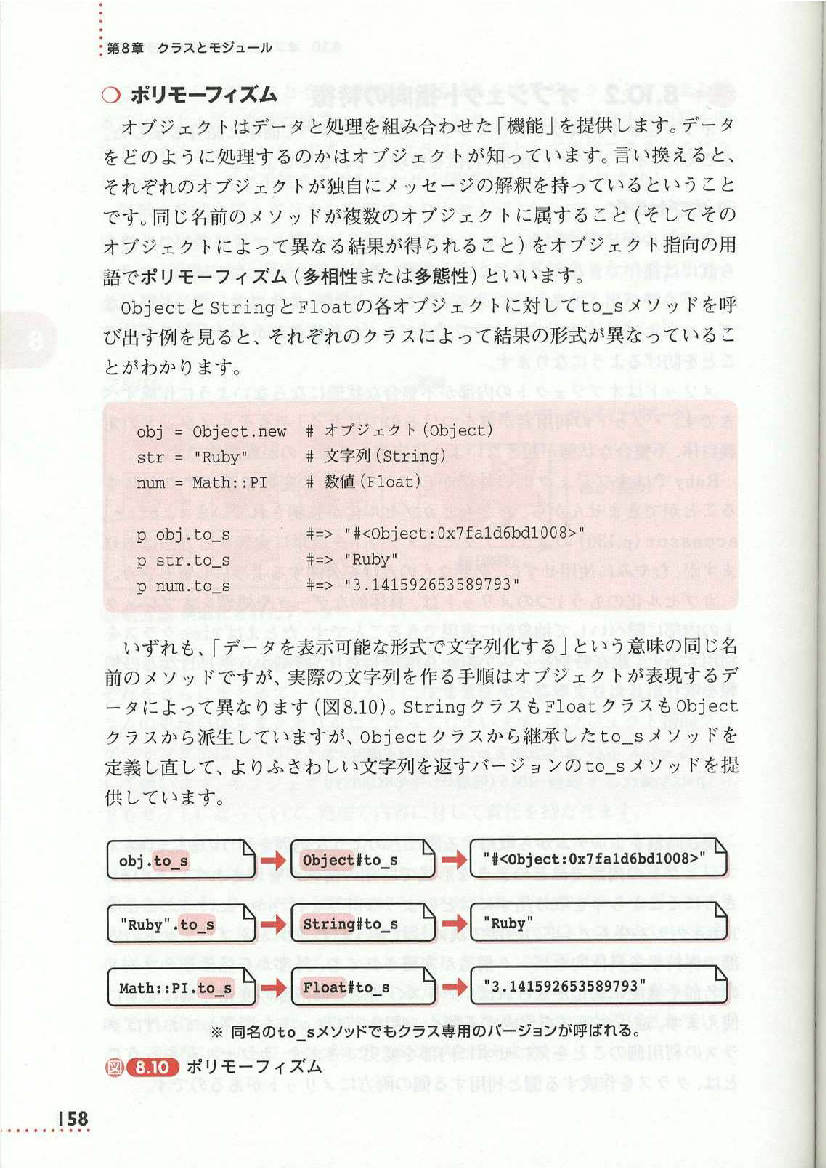 第8章 クラスとモジュール
ポリモーフィズム
オブジェクトはデータと処理を組み合わせた「機能」を提供します。データ
をどのように処理するのかはオブジェクトが知っています。言い換えると、
それぞれのオブジェクトが独自にメッセージの解釈を持っているということ
です。同じ名前のメソッドが複数のオブジェクトに属すること(そしてその
オブジェクトによって異なる結果が得られること)をオブジェクト指向の用
語でポリモーフィズム(多相性または多態性)といいます。
ObjectとStringとFloatの各オブジェクトに対してto_sメソッドを呼
び出す例を見ると、それぞれのクラスによって結果の形式が異なっているこ
とがわかります。
obj = Object.new # オブジェクト(Object)
str = "Ruby" # 文字列(String)
num = Math::PI # 数値(Float)
p obj.to_s #=> "#<Object:0x7fa1d6bd1008>"
p str.to_s #=> "Ruby"
p num.to_s #=> "3.141592653589793"
いずれも、「データを表示可能な形式で文字列化する」という意味の同じ名
前のメソッドですが、実際の文字列を作る手順はオブジェクトが表現するデ
ータによって異なります(図8.10)。StringクラスもFloatクラスもObject
クラスから派生していますが、Objectクラスから継承したto_sメソッドを
定義し直して、よりふさわしい文字列を返すバージョンのto_sメソッドを提
供しています。
obj.to_s Object#to_s "#<Object:0x7fa1d6bd1008>"
"Ruby".to_s String#to_s "Ruby"
Math::PI.to_s Float#to_s "3.141592653589793"
※ 同名のto_sメソッドでもクラス専用のバージョンが呼ばれる。
図 8.10 ポリモーフィズム
158